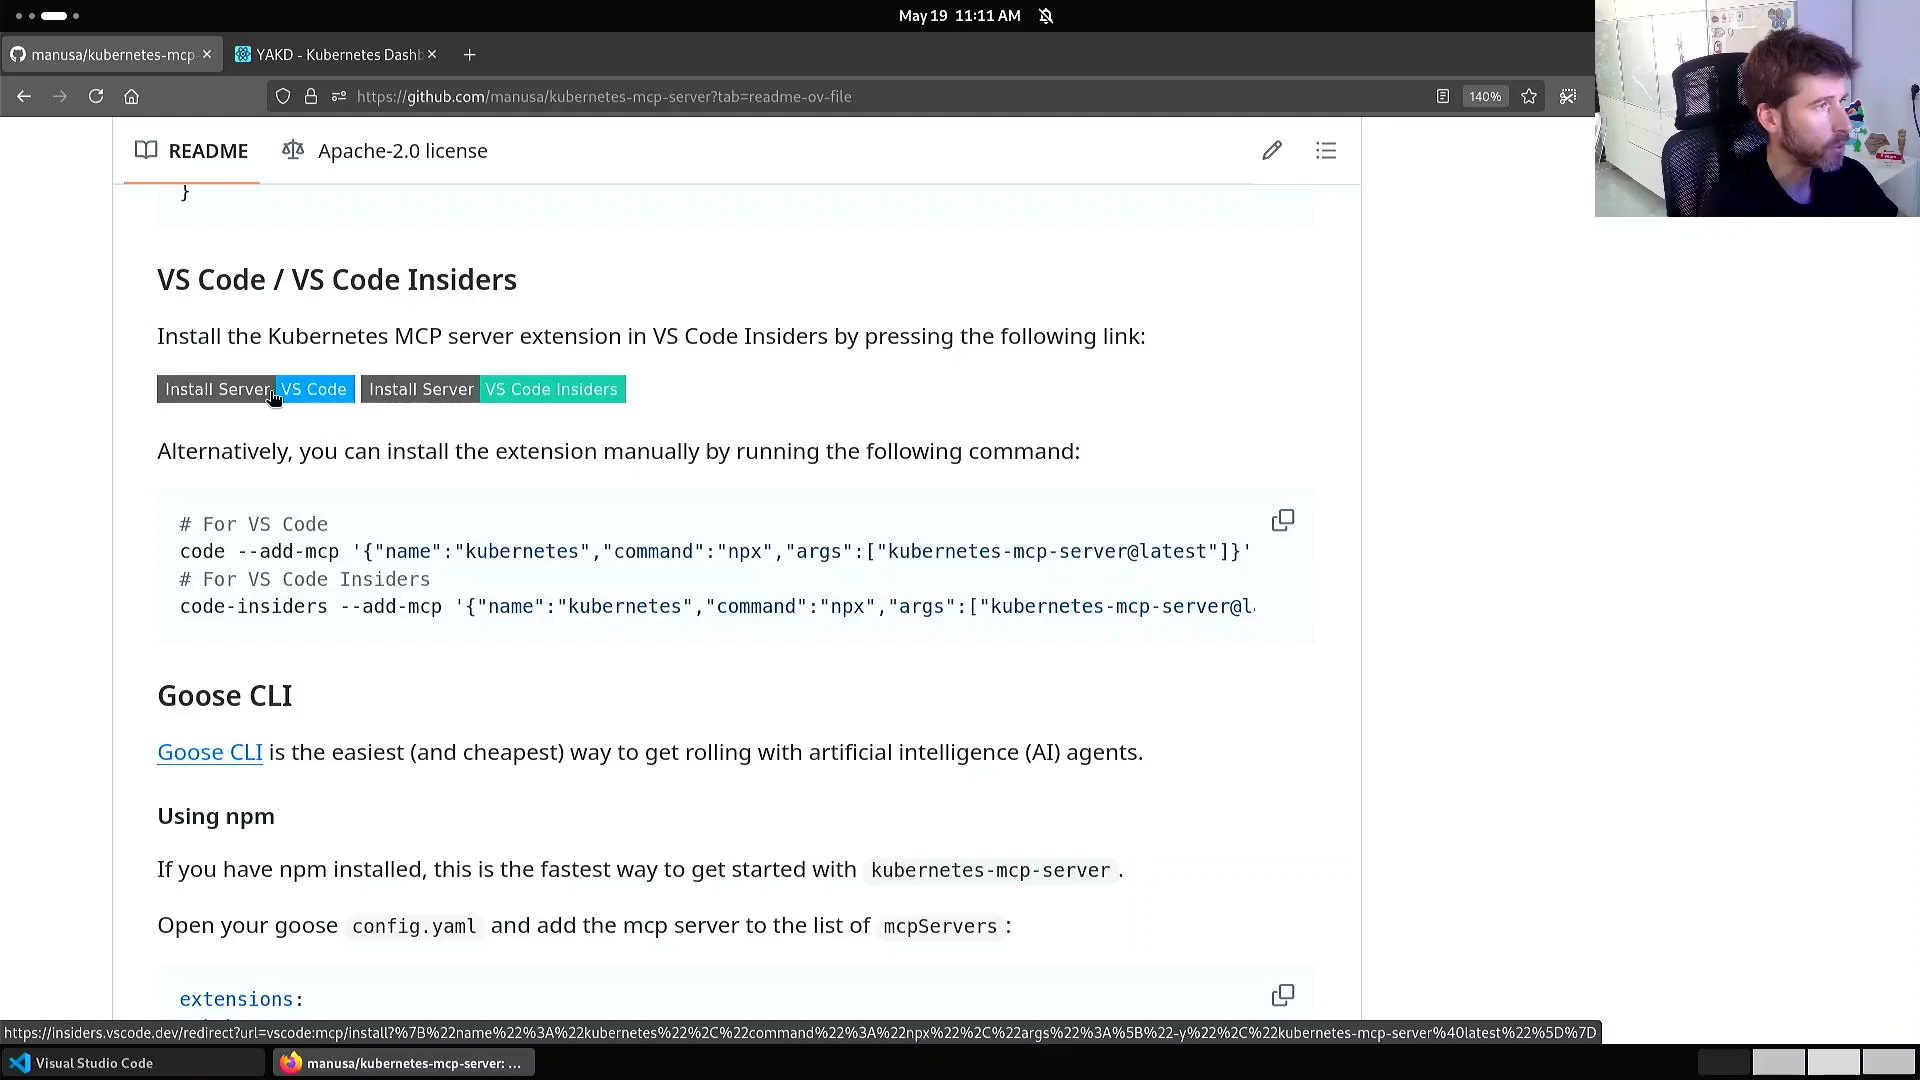 May 19 11:11 AM
manusa/kubernetes-mcp
YAKD - Kubernetes Dashb
https://github.com/manusa/kubernetes-mcp-server?tab=readme-ov-file
140%
README
Apache-2.0 license
}
VS Code / VS Code Insiders
Install the Kubernetes MCP server extension in VS Code Insiders by pressing the following link:
Install Server VS Code Install Server VS Code Insiders
Alternatively, you can install the extension manually by running the following command:
# For VS Code
code --add-mcp '{"name":"kubernetes","command":"npx","args":["kubernetes-mcp-server@latest"]}'
# For VS Code Insiders
code-insiders --add-mcp '{"name":"kubernetes","command":"npx","args":["kubernetes-mcp-server@l
Goose CLI
Goose CLI is the easiest (and cheapest) way to get rolling with artificial intelligence (AI) agents.
Using npm
If you have npm installed, this is the fastest way to get started with kubernetes-mcp-server.
Open your goose config.yaml and add the mcp server to the list of mcpServers:
extensions:
https://insiders.vscode.dev/redirect?url=vscode:mcp/install?%7B%22name%22%3A%22kubernetes%22%2C%22command%22%3A%22npx%22%2C%22args%22%3A%5B%22-y%22%2C%22kubernetes-mcp-server%40latest%22%5D%7D
Visual Studio Code
manusa/kubernetes-mcp-server: ...